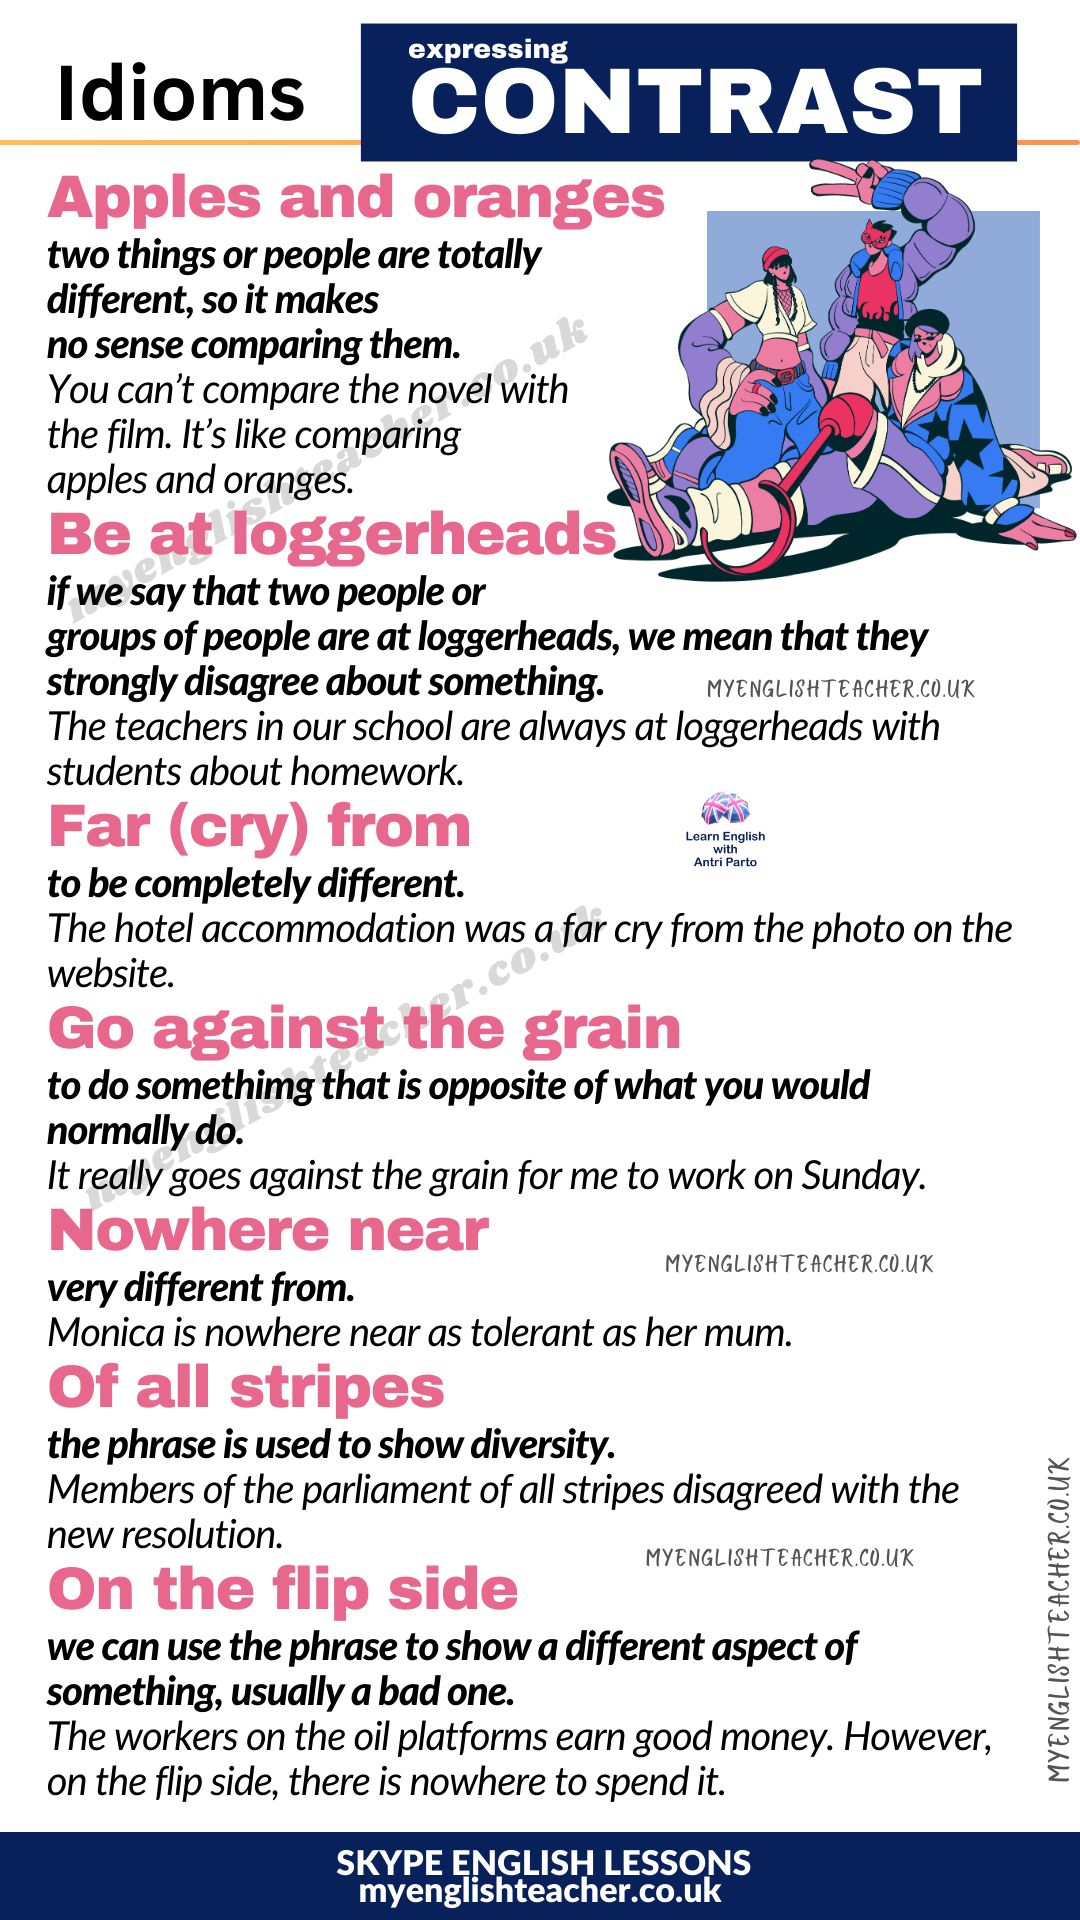 Idioms
expressing
CONTRAST
Apples and oranges
two things or people are totally
different, so it makes
no sense comparing them.
You can’t compare the novel with
the film. It’s like comparing
apples and oranges.
myenglishteacher.co.uk
Be at loggerheads
if we say that two people or
groups of people are at loggerheads, we mean that they
strongly disagree about something.
MYENGLISHTEACHER.CO.UK
The teachers in our school are always at loggerheads with
students about homework.
Far (cry) from
Learn English
with
Antri Parto
to be completely different.
The hotel accommodation was a far cry from the photo on the
website.
myenglishteacher.co.uk
Go against the grain
to do somethimg that is opposite of what you would
normally do.
It really goes against the grain for me to work on Sunday.
Nowhere near
MYENGLISHTEACHER.CO.UK
very different from.
Monica is nowhere near as tolerant as her mum.
Of all stripes
the phrase is used to show diversity.
Members of the parliament of all stripes disagreed with the
new resolution.
MYENGLISHTEACHER.CO.UK
On the flip side
we can use the phrase to show a different aspect of
something, usually a bad one.
The workers on the oil platforms earn good money. However,
on the flip side, there is nowhere to spend it.
MYENGLISHTEACHER.CO.UK
SKYPE ENGLISH LESSONS
myenglishteacher.co.uk